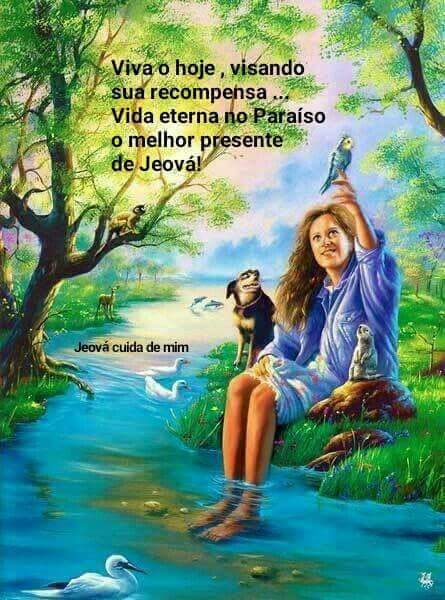 Viva o hoje , visando
sua recompensa ...
Vida eterna no Paraíso
o melhor presente
de Jeová!
Jeová cuida de mim